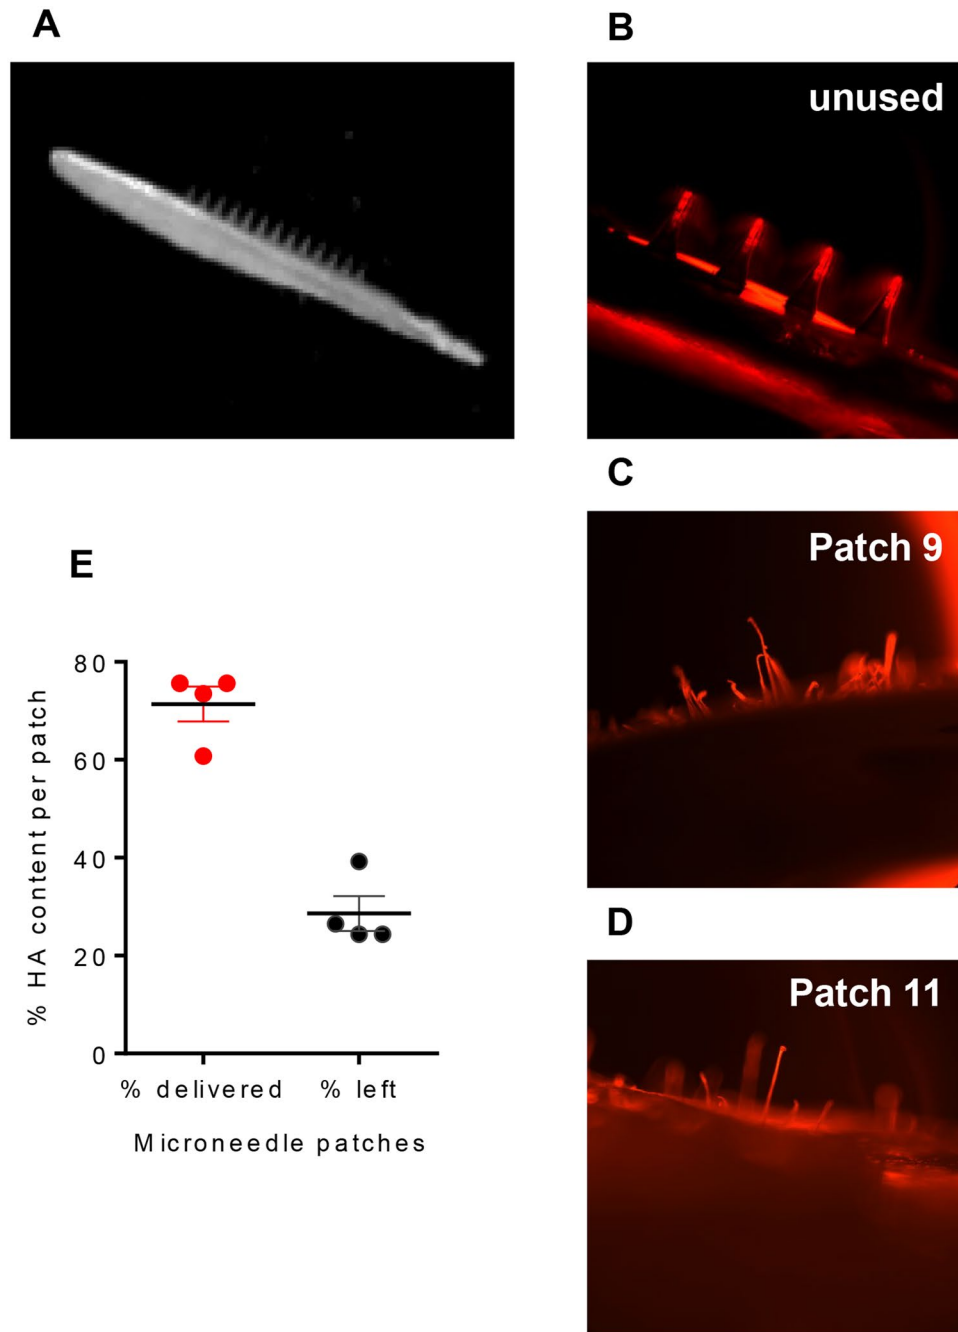 A
B
unused
C
Patch 9
E
80
60
40
20
0
% HA content per patch
% delivered
% left
Microneedle patches
D
Patch 11